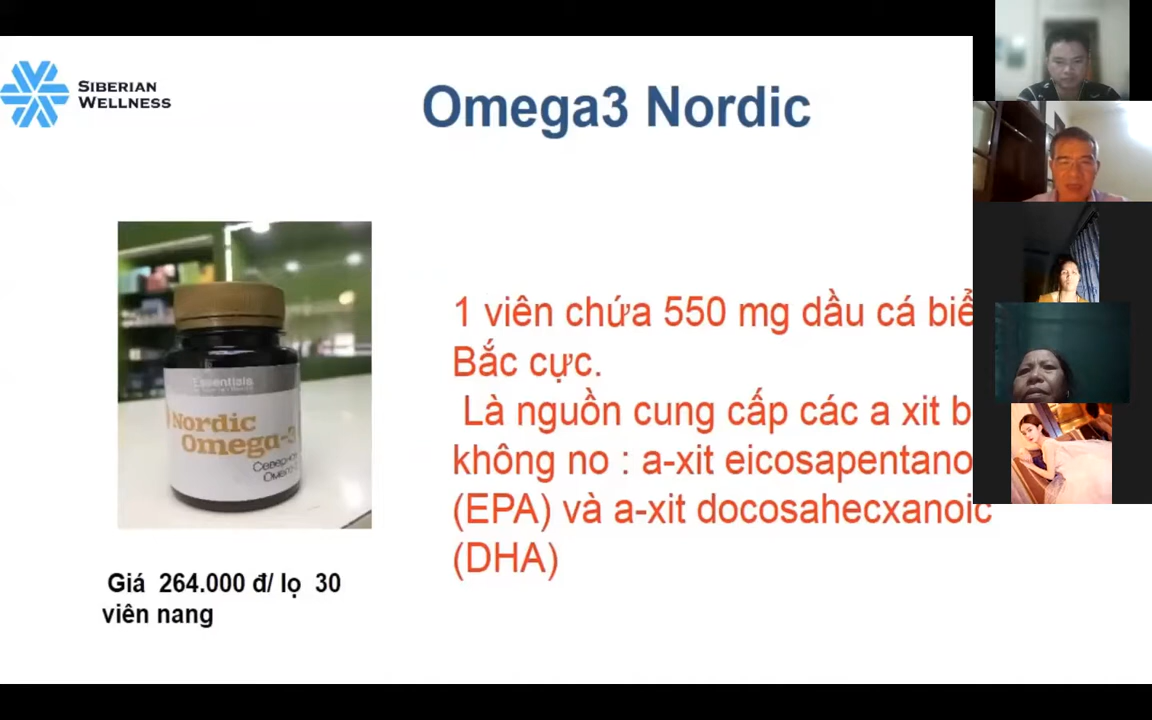 SIBERIAN
WELLNESS
Omega3 Nordic
Essentials
Nordic
Omega-3
1 viên chứa 550 mg dầu cá
Bắc cực.
Là nguồn cung cấp các a xit
không no : a-xit
(EPA) và a-xit docosahecxanoic
(DHA)
Giá 264.000 đ/ lọ 30
viên nang